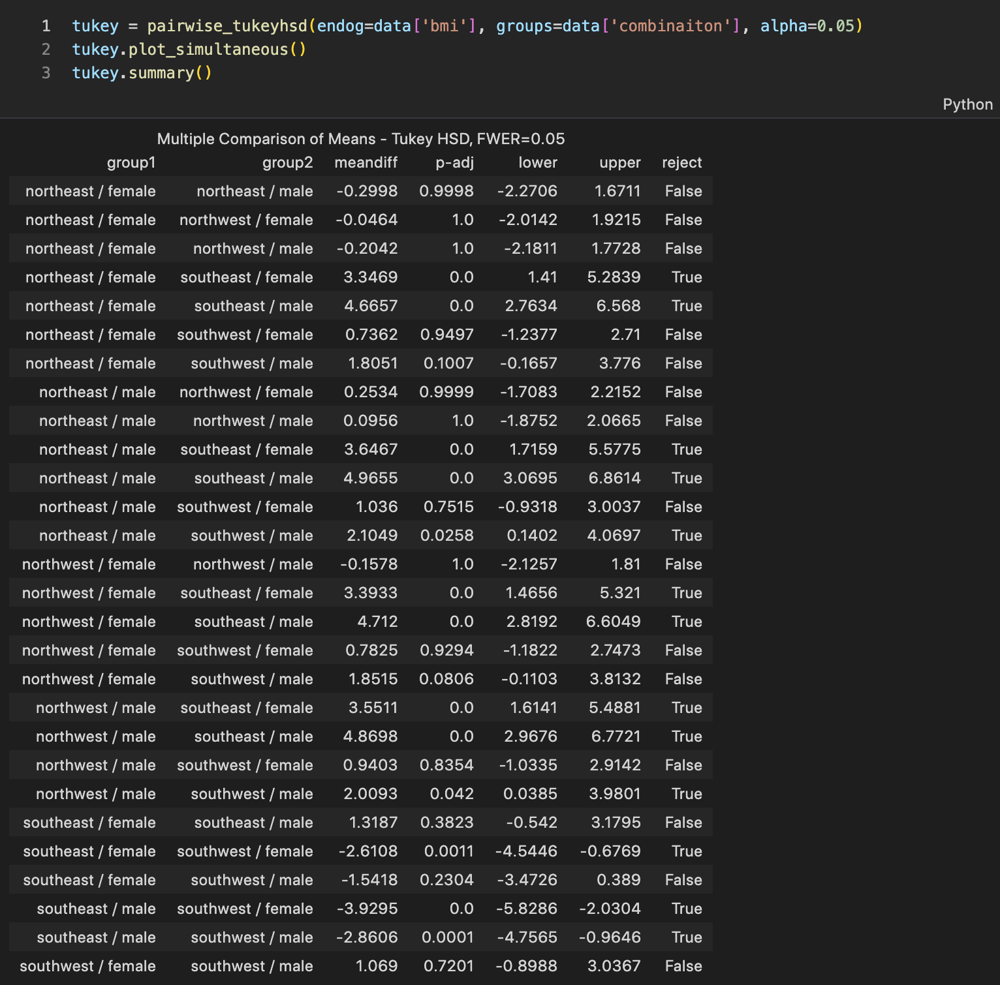 1 tukey = pairwise_tukeyhsd(endog=data['bmi'], groups=data['combinaiton'], alpha=0.05)
2 tukey.plot_simultaneous()
3 tukey.summary()
Python
Multiple Comparison of Means - Tukey HSD, FWER=0.05
group1 group2 meandiff p-adj lower upper reject
northeast / female northeast / male -0.2998 0.9998 -2.2706 1.6711 False
northeast / female northwest / female -0.0464 1.0 -2.0142 1.9215 False
northeast / female northwest / male -0.2042 1.0 -2.1811 1.7728 False
northeast / female southeast / female 3.3469 0.0 1.41 5.2839 True
northeast / female southeast / male 4.6657 0.0 2.7634 6.568 True
northeast / female southwest / female 0.7362 0.9497 -1.2377 2.71 False
northeast / female southwest / male 1.8051 0.1007 -0.1657 3.776 False
northeast / male northwest / female 0.2534 0.9999 -1.7083 2.2152 False
northeast / male northwest / male 0.0956 1.0 -1.8752 2.0665 False
northeast / male southeast / female 3.6467 0.0 1.7159 5.5775 True
northeast / male southeast / male 4.9655 0.0 3.0695 6.8614 True
northeast / male southwest / female 1.036 0.7515 -0.9318 3.0037 False
northeast / male southwest / male 2.1049 0.0258 0.1402 4.0697 True
northwest / female northwest / male -0.1578 1.0 -2.1257 1.81 False
northwest / female southeast / female 3.3933 0.0 1.4656 5.321 True
northwest / female southeast / male 4.712 0.0 2.8192 6.6049 True
northwest / female southwest / female 0.7825 0.9294 -1.1822 2.7473 False
northwest / female southwest / male 1.8515 0.0806 -0.1103 3.8132 False
northwest / male southeast / female 3.5511 0.0 1.6141 5.4881 True
northwest / male southeast / male 4.8698 0.0 2.9676 6.7721 True
northwest / male southwest / female 0.9403 0.8354 -1.0335 2.9142 False
northwest / male southwest / male 2.0093 0.042 0.0385 3.9801 True
southeast / female southeast / male 1.3187 0.3823 -0.542 3.1795 False
southeast / female southwest / female -2.6108 0.0011 -4.5446 -0.6769 True
southeast / female southwest / male -1.5418 0.2304 -3.4726 0.389 False
southeast / male southwest / female -3.9295 0.0 -5.8286 -2.0304 True
southeast / male southwest / male -2.8606 0.0001 -4.7565 -0.9646 True
southwest / female southwest / male 1.069 0.7201 -0.8988 3.0367 False